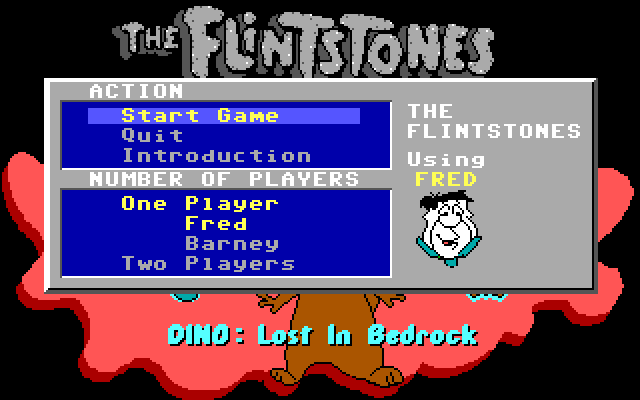 THE FLINTSTONES
ACTION
Start Game
Quit
Introduction
NUMBER OF PLAYERS
One Player
Fred
Barney
Two Players
THE
FLINTSTONES
Using
FRED
DINO: Lost In Bedrock